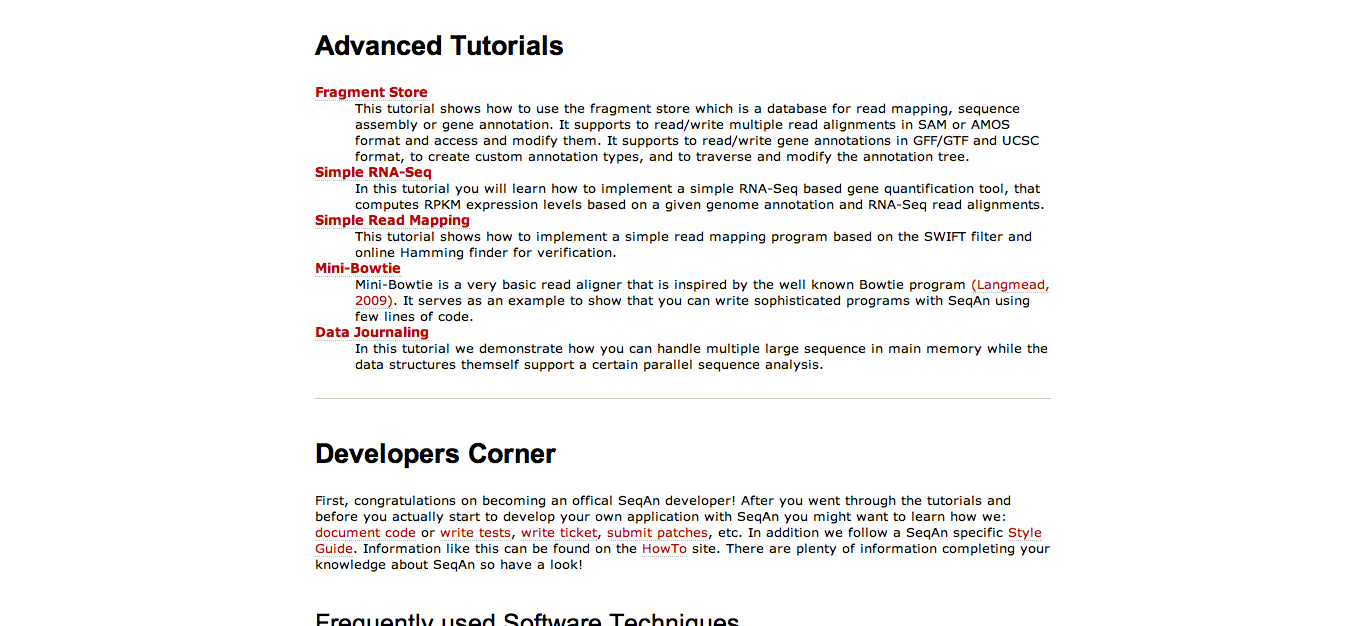 Advanced Tutorials
Fragment Store
This tutorial shows how to use the fragment store which is a database for read mapping, sequence
assembly or gene annotation. It supports to read/write multiple read alignments in SAM or AMOS
format and access and modify them. It supports to read/write gene annotations in GFF/GTF and UCSC
format, to create custom annotation types, and to traverse and modify the annotation tree.
Simple RNA-Seq
In this tutorial you will learn how to implement a simple RNA-Seq based gene quantification tool, that
computes RPKM expression levels based on a given genome annotation and RNA-Seq read alignments.
Simple Read Mapping
This tutorial shows how to implement a simple read mapping program based on the SWIFT filter and
online Hamming finder for verification.
Mini-Bowtie
Mini-Bowtie is a very basic read aligner that is inspired by the well known Bowtie program (Langmead,
2009). It serves as an example to show that you can write sophisticated programs with SeqAn using
few lines of code.
Data Journaling
In this tutorial we demonstrate how you can handle multiple large sequence in main memory while the
data structures themself support a certain parallel sequence analysis.
Developers Corner
First, congratulations on becoming an offical SeqAn developer! After you went through the tutorials and
before you actually start to develop your own application with SeqAn you might want to learn how we:
document code or write tests, write ticket, submit patches, etc. In addition we follow a SeqAn specific Style
Guide. Information like this can be found on the HowTo site. There are plenty of information completing your
knowledge about SeqAn so have a look!
Frequently used Software Techniques